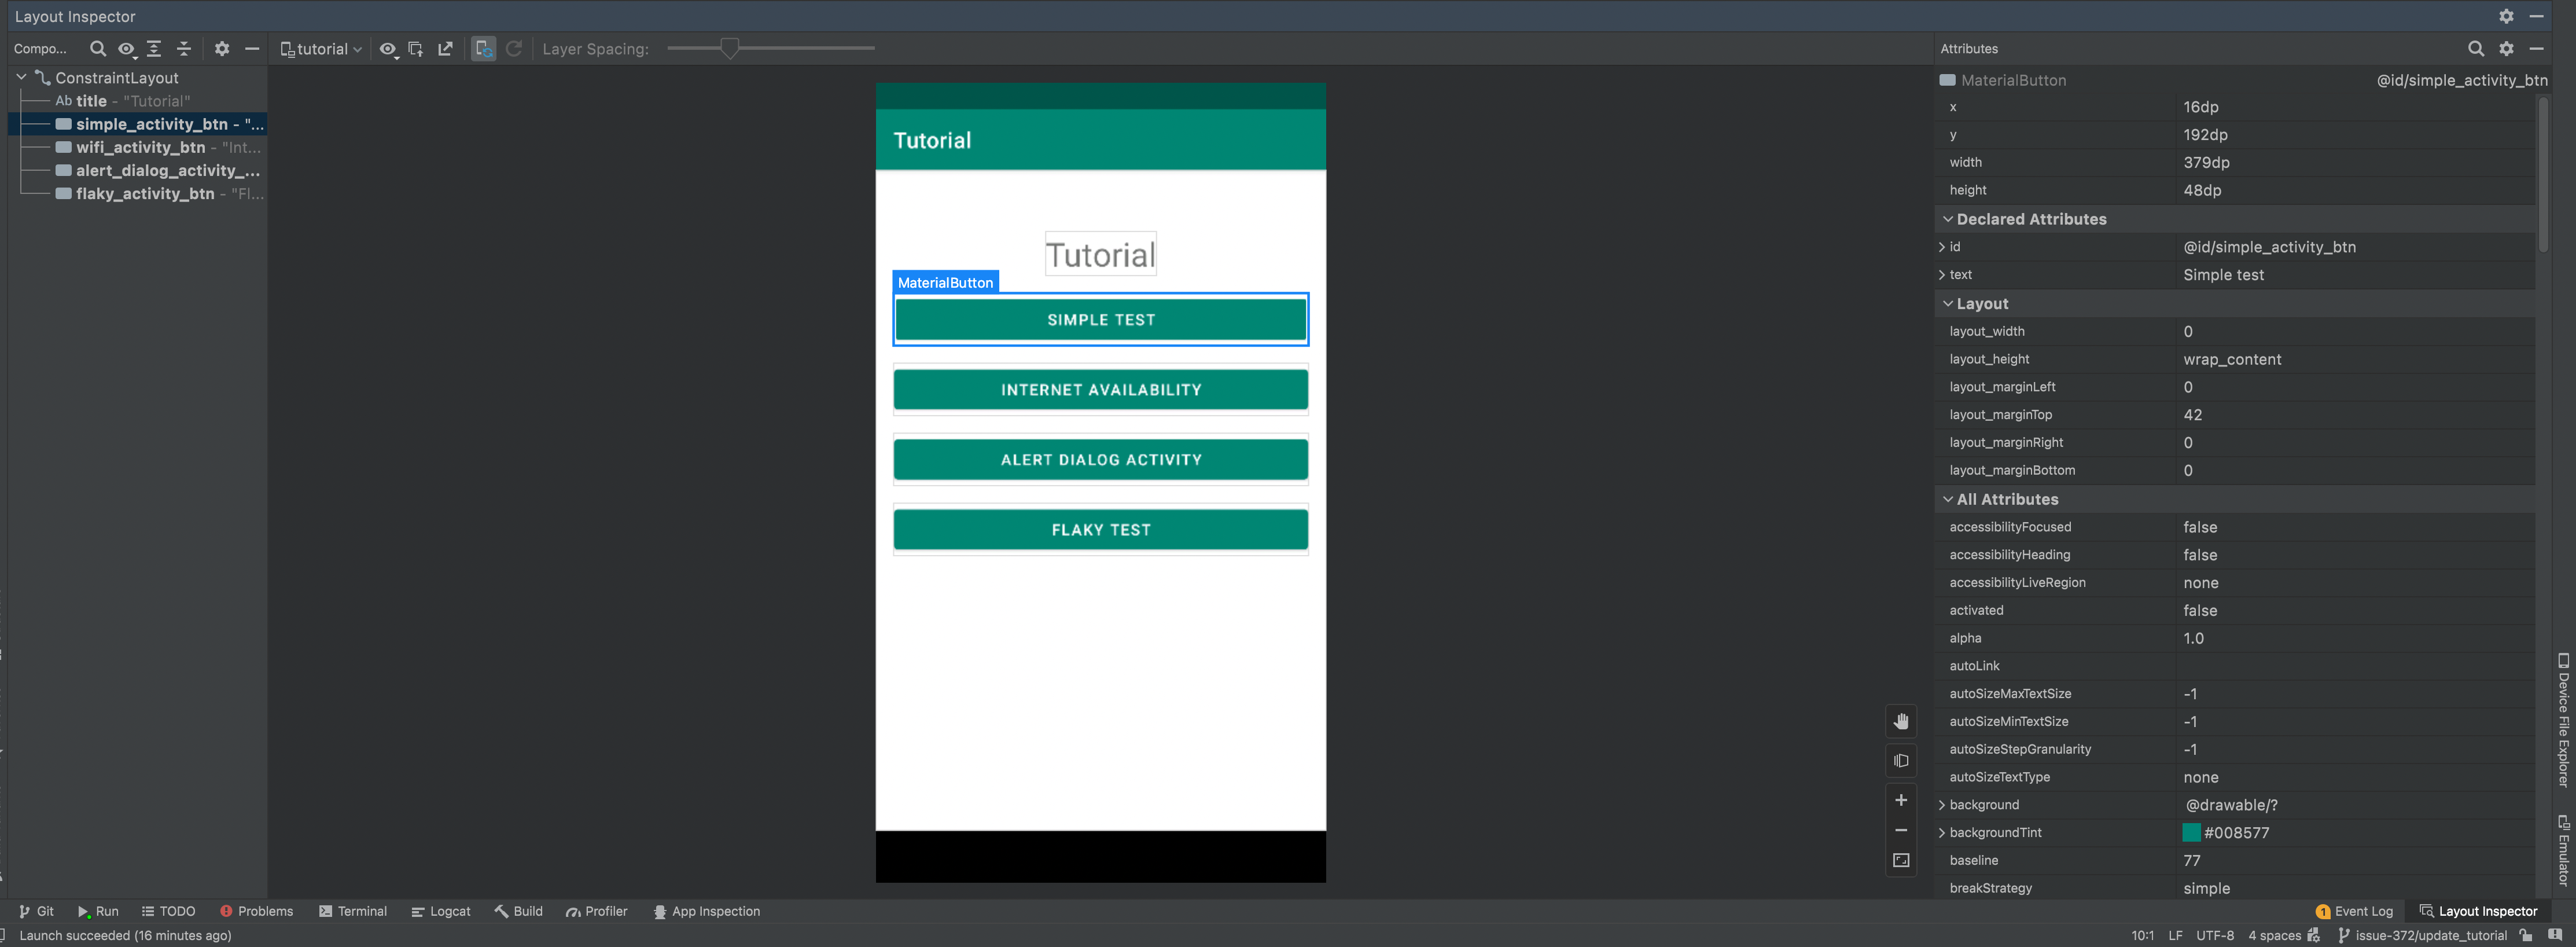 Layout Inspector
Compo...
tutorial
Layer Spacing:
Attributes
ConstraintLayout
Ab title - "Tutorial"
simple_activity_btn - "...
wifi_activity_btn - "Int...
alert_dialog_activity_...
flaky_activity_btn - "Fl...
Tutorial
Tutorial
MaterialButton
SIMPLE TEST
INTERNET AVAILABILITY
ALERT DIALOG ACTIVITY
FLAKY TEST
MaterialButton @id/simple_activity_btn
x 16dp
y 192dp
width 379dp
height 48dp
Declared Attributes
id @id/simple_activity_btn
text Simple test
Layout
layout_width 0
layout_height wrap_content
layout_marginLeft 0
layout_marginTop 42
layout_marginRight 0
layout_marginBottom 0
All Attributes
accessibilityFocused false
accessibilityHeading false
accessibilityLiveRegion none
activated false
alpha 1.0
autoLink
autoSizeMaxTextSize -1
autoSizeMinTextSize -1
autoSizeStepGranularity -1
autoSizeTextType none
background @drawable/?
backgroundTint #008577
baseline 77
breakStrategy simple
Device File Explorer
Emulator
Git Run TODO Problems Terminal Logcat Build Profiler App Inspection
1 Event Log Layout Inspector
Launch succeeded (16 minutes ago)
10:1 LF UTF-8 4 spaces issue-372/update_tutorial